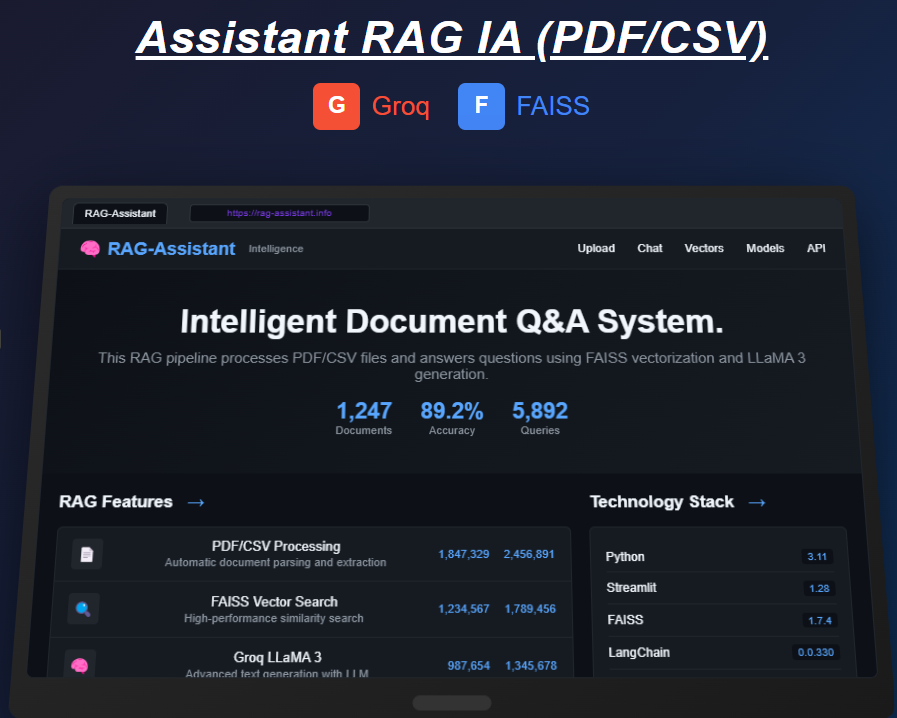 Assistant RAG IA (PDF/CSV)
G Groq F FAISS
RAG-Assistant https://rag-assistant.info
RAG-Assistant Intelligence Upload Chat Vectors Models API
Intelligent Document Q&A System.
This RAG pipeline processes PDF/CSV files and answers questions using FAISS vectorization and LLaMA 3
generation.
1,247 89.2% 5,892
Documents Accuracy Queries
RAG Features → Technology Stack →
PDF/CSV Processing
Automatic document parsing and extraction
1,847,329 2,456,891
Python 3.11
Streamlit 1.28
FAISS Vector Search
High-performance similarity search
1,234,567 1,789,456
FAISS 1.7.4
LangChain 0.0.330
Groq LLaMA 3
Advanced text generation with LLM
987,654 1,345,678